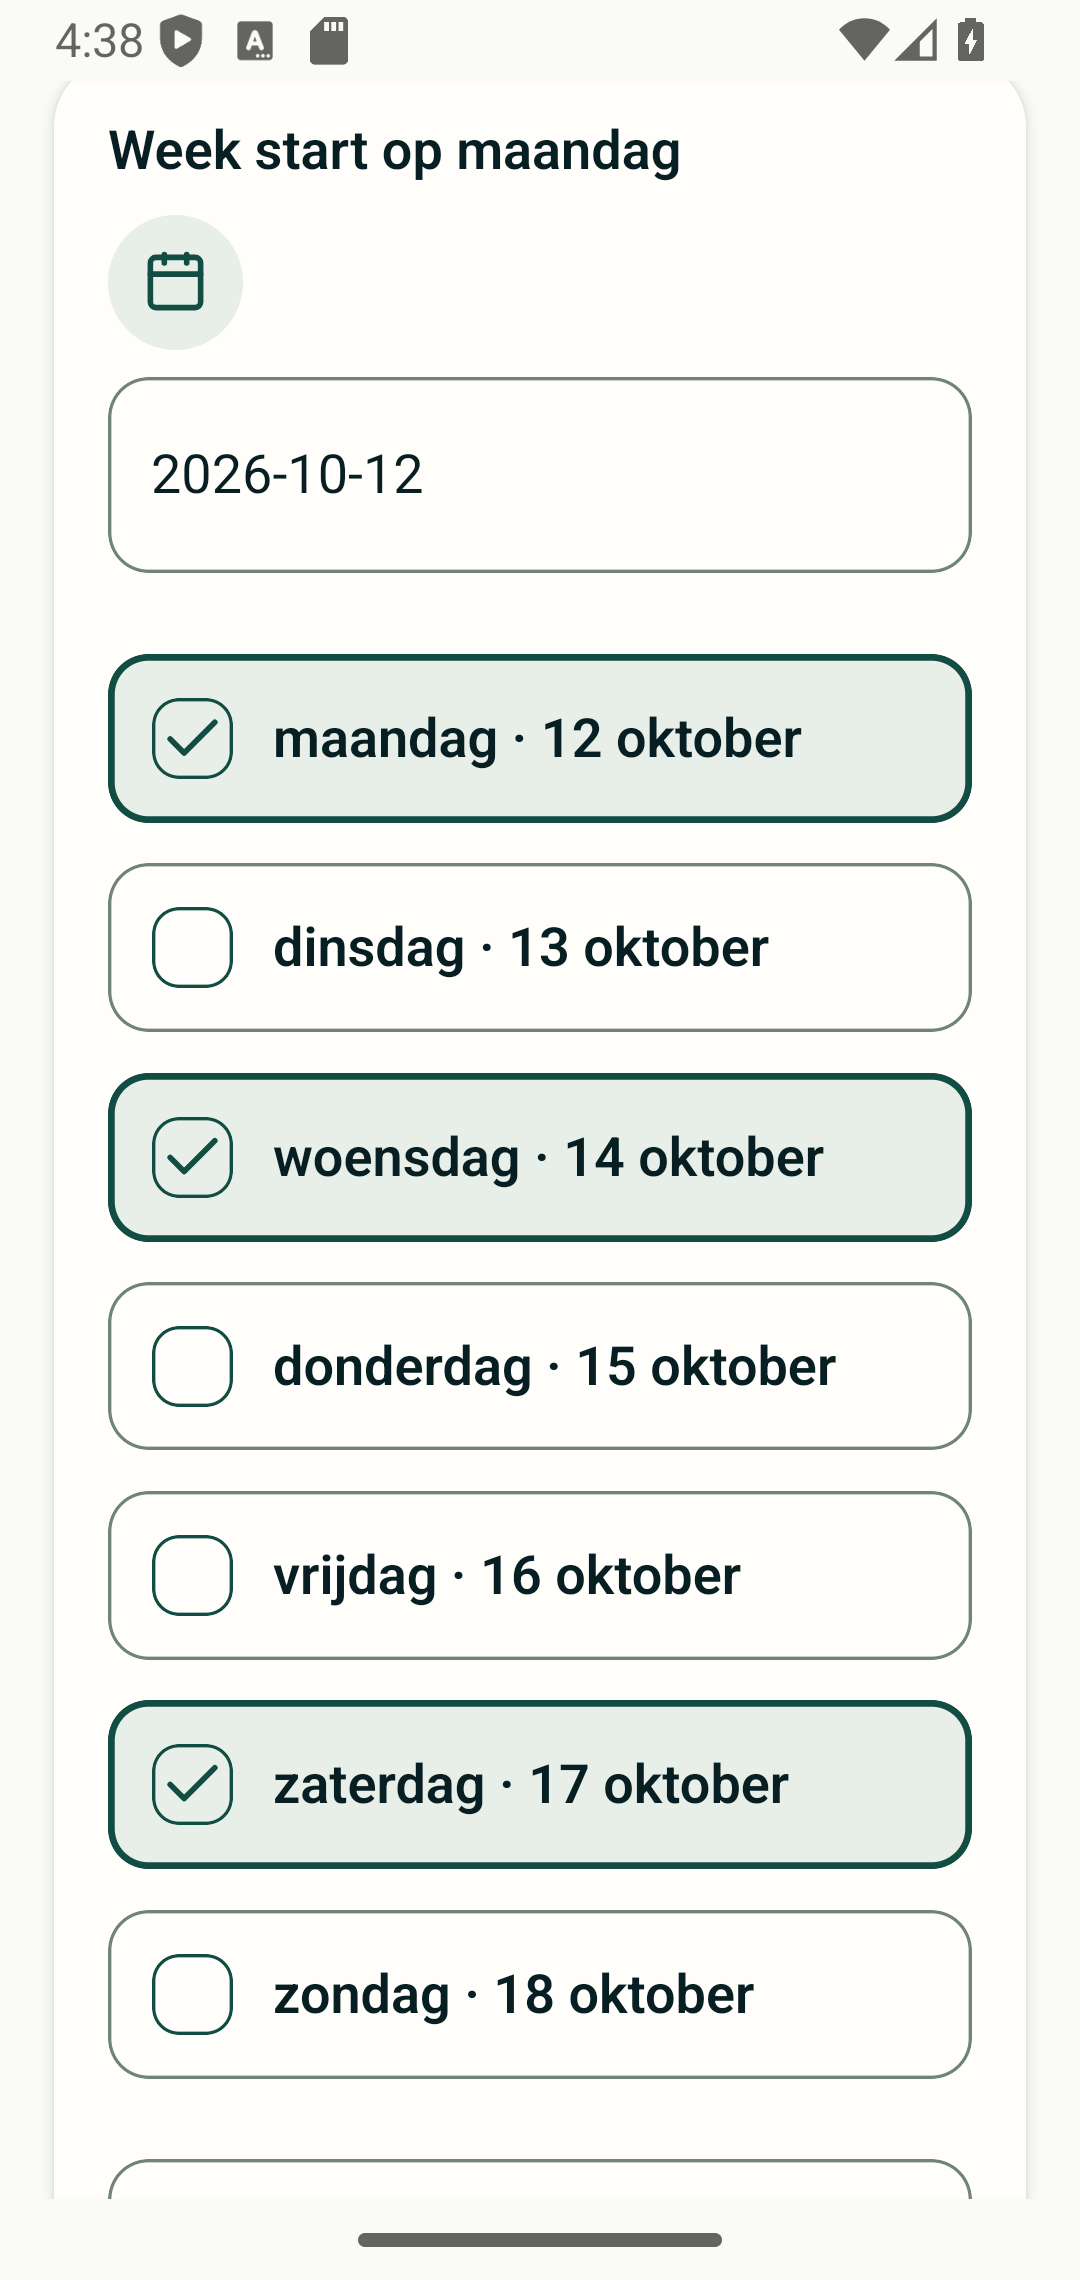 4:38
Week start op maandag
2026-10-12
maandag · 12 oktober
dinsdag · 13 oktober
woensdag · 14 oktober
donderdag · 15 oktober
vrijdag · 16 oktober
zaterdag · 17 oktober
zondag · 18 oktober